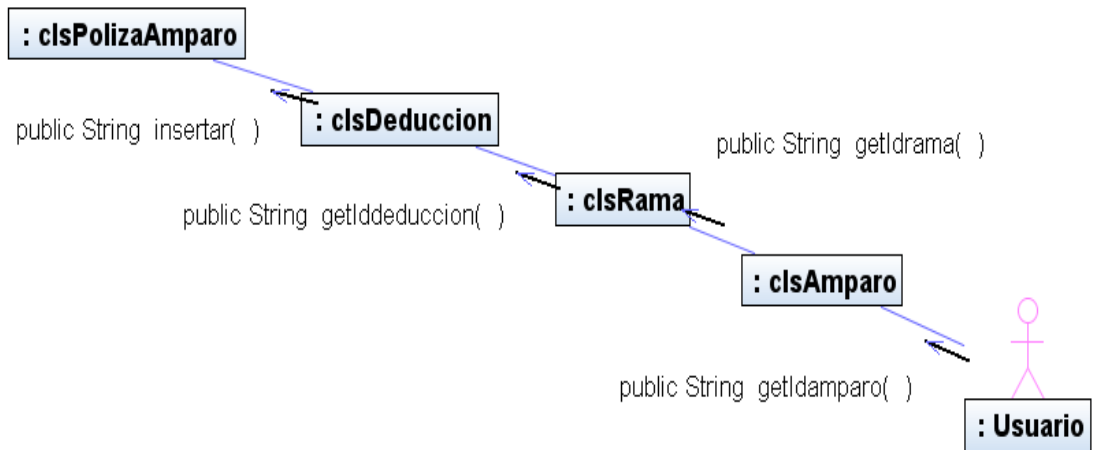 : clsPolizaAmparo
: clsDeduccion
public String insertar( )
public String getIdrama( )
: clsRama
public String getIddeduccion( )
: clsAmparo
public String getIdamparo( )
: Usuario